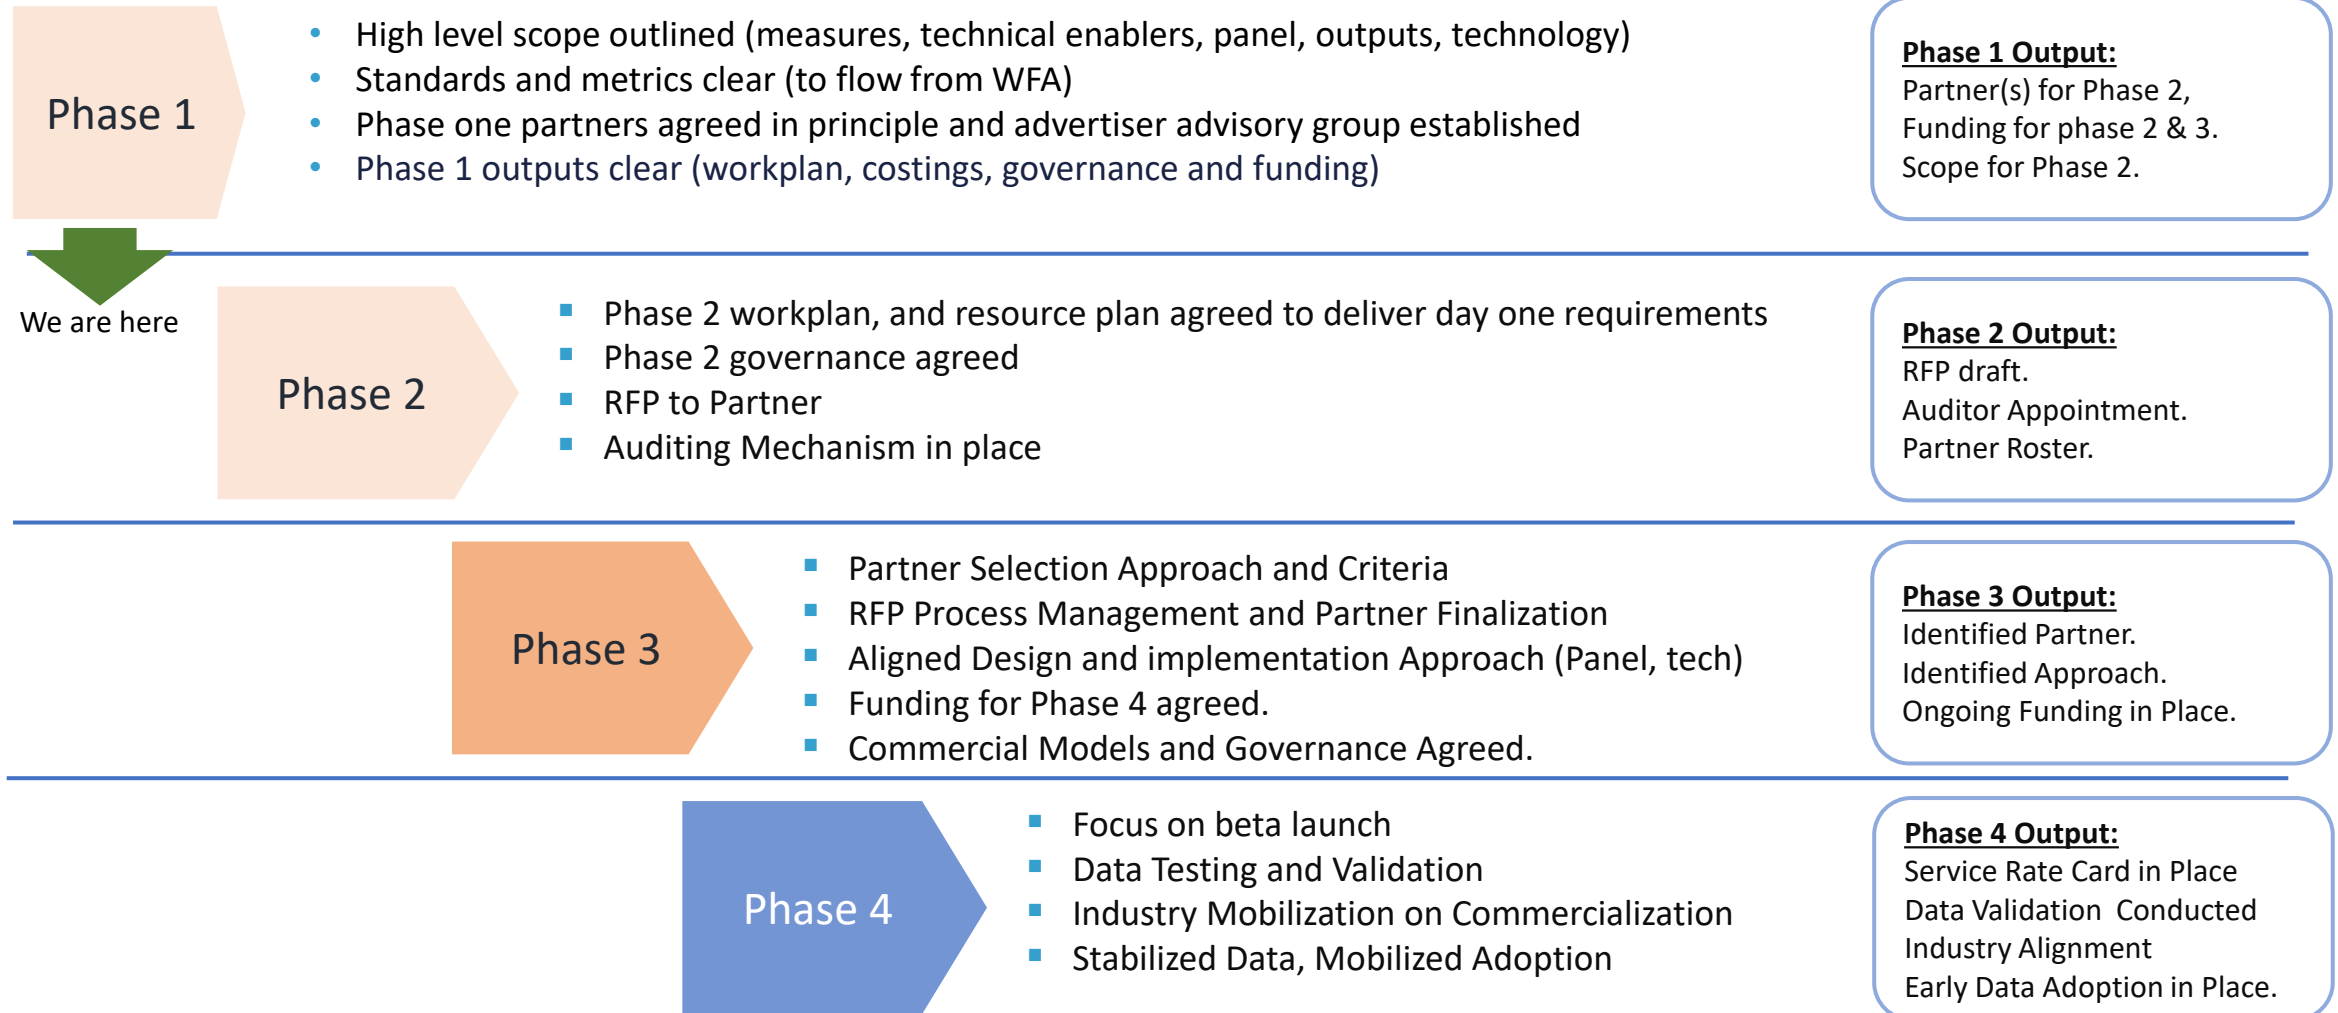 Phase 1
High level scope outlined (measures, technical enablers, panel, outputs, technology)
Standards and metrics clear (to flow from WFA)
Phase one partners agreed in principle and advertiser advisory group established
Phase 1 outputs clear (workplan, costings, governance and funding)
Phase 1 Output:
Partner(s) for Phase 2,
Funding for phase 2 & 3.
Scope for Phase 2.
We are here
Phase 2
Phase 2 workplan, and resource plan agreed to deliver day one requirements
Phase 2 governance agreed
RFP to Partner
Auditing Mechanism in place
Phase 2 Output:
RFP draft.
Auditor Appointment.
Partner Roster.
Phase 3
Partner Selection Approach and Criteria
RFP Process Management and Partner Finalization
Aligned Design and implementation Approach (Panel, tech)
Funding for Phase 4 agreed.
Commercial Models and Governance Agreed.
Phase 3 Output:
Identified Partner.
Identified Approach.
Ongoing Funding in Place.
Phase 4
Focus on beta launch
Data Testing and Validation
Industry Mobilization on Commercialization
Stabilized Data, Mobilized Adoption
Phase 4 Output:
Service Rate Card in Place
Data Validation  Conducted
Industry Alignment
Early Data Adoption in Place.